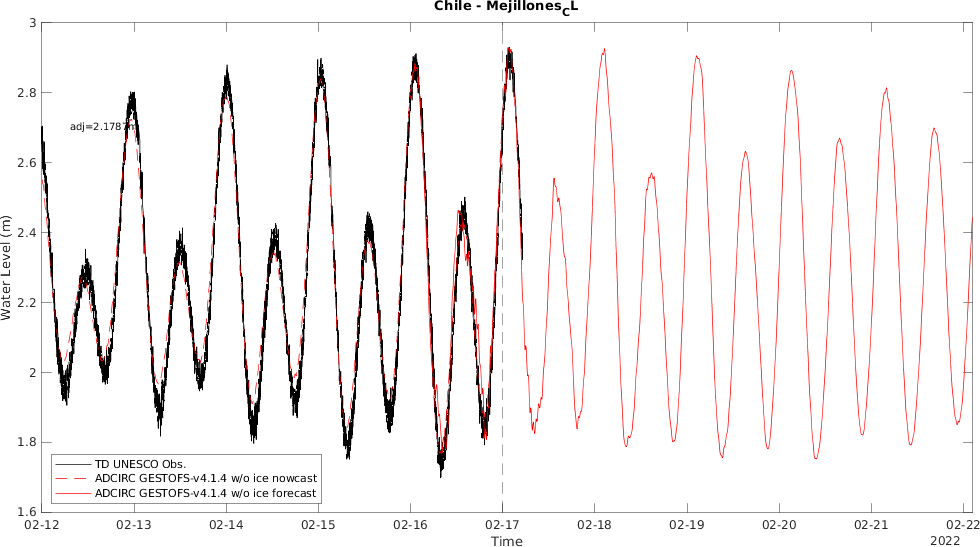 Chile - Mejillones_CL
3
2.8
2.6
2.4
2.2
2
1.8
1.6
Water Level (m)
adj=2.1787m
TD UNESCO Obs.
ADCIRC GESTOFS-v4.1.4 w/o ice nowcast
ADCIRC GESTOFS-v4.1.4 w/o ice forecast
02-12 02-13 02-14 02-15 02-16 02-17 02-18 02-19 02-20 02-21 02-22
Time
2022